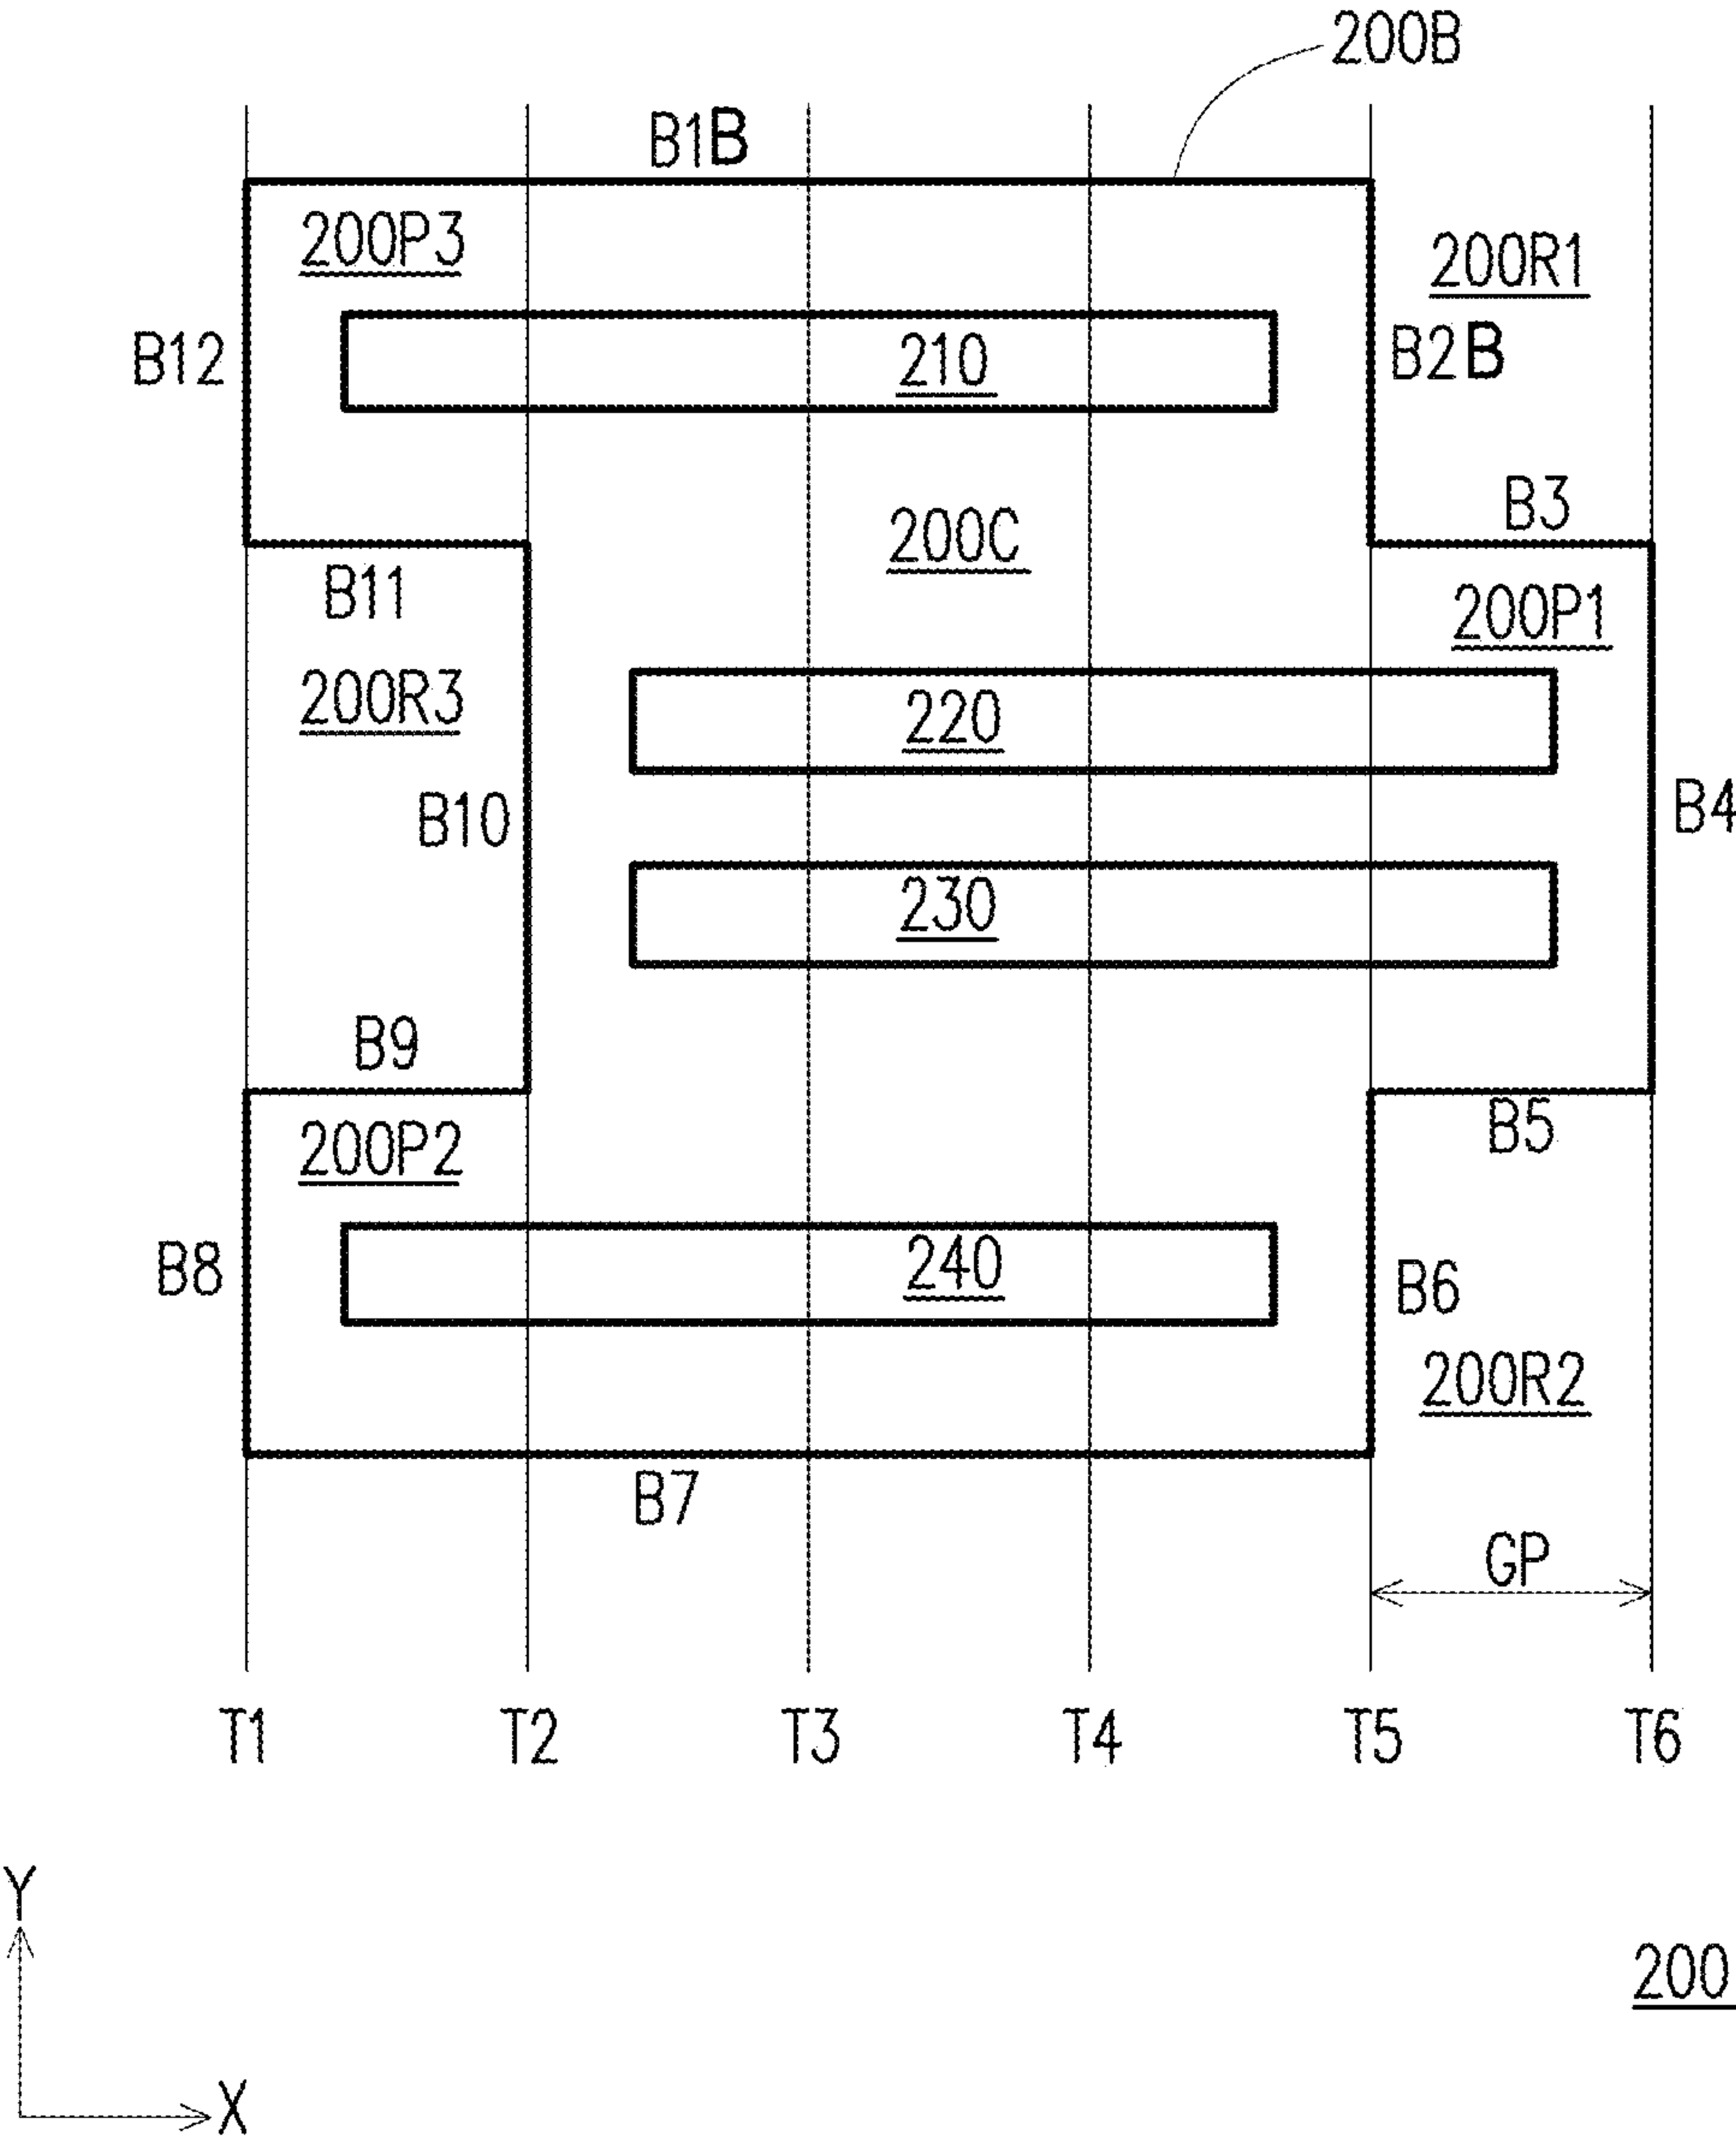 200B
B1B
200P3
200R1
B12
210
B2B
B3
200C
B11
200P1
200R3
220
B10
B4
230
B9
B5
200P2
B8
240
B6
200R2
B7
GP
T1 T2 T3 T4 T5 T6
Y
200
X